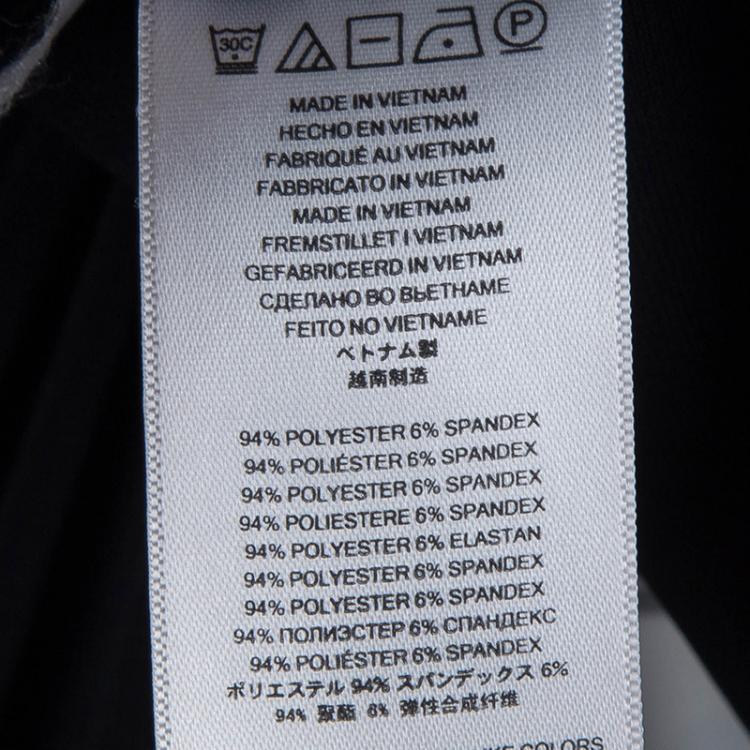 30C P
MADE IN VIETNAM
HECHO EN VIETNAM
FABRIQUÉ AU VIETNAM
FABBRICATO IN VIETNAM
MADE IN VIETNAM
FREMSTILLET I VIETNAM
GEFABRICEERD IN VIETNAM
СДЕЛАНО ВО ВЬЕТНАМЕ
FEITO NO VIETNAME
ベトナム製
越南制造
94% POLYESTER 6% SPANDEX
94% POLIÉSTER 6% SPANDEX
94% POLYESTER 6% SPANDEX
94% POLIESTERE 6% SPANDEX
94% POLYESTER 6% ELASTAN
94% POLYESTER 6% SPANDEX
94% POLYESTER 6% SPANDEX
94% ПОЛИЭСТЕР 6% СПАНДЕКС
94% POLIÉSTER 6% SPANDEX
ポリエステル 94% スパンデックス 6%
94% 聚酯 6% 弹性合成纤维
COLORS